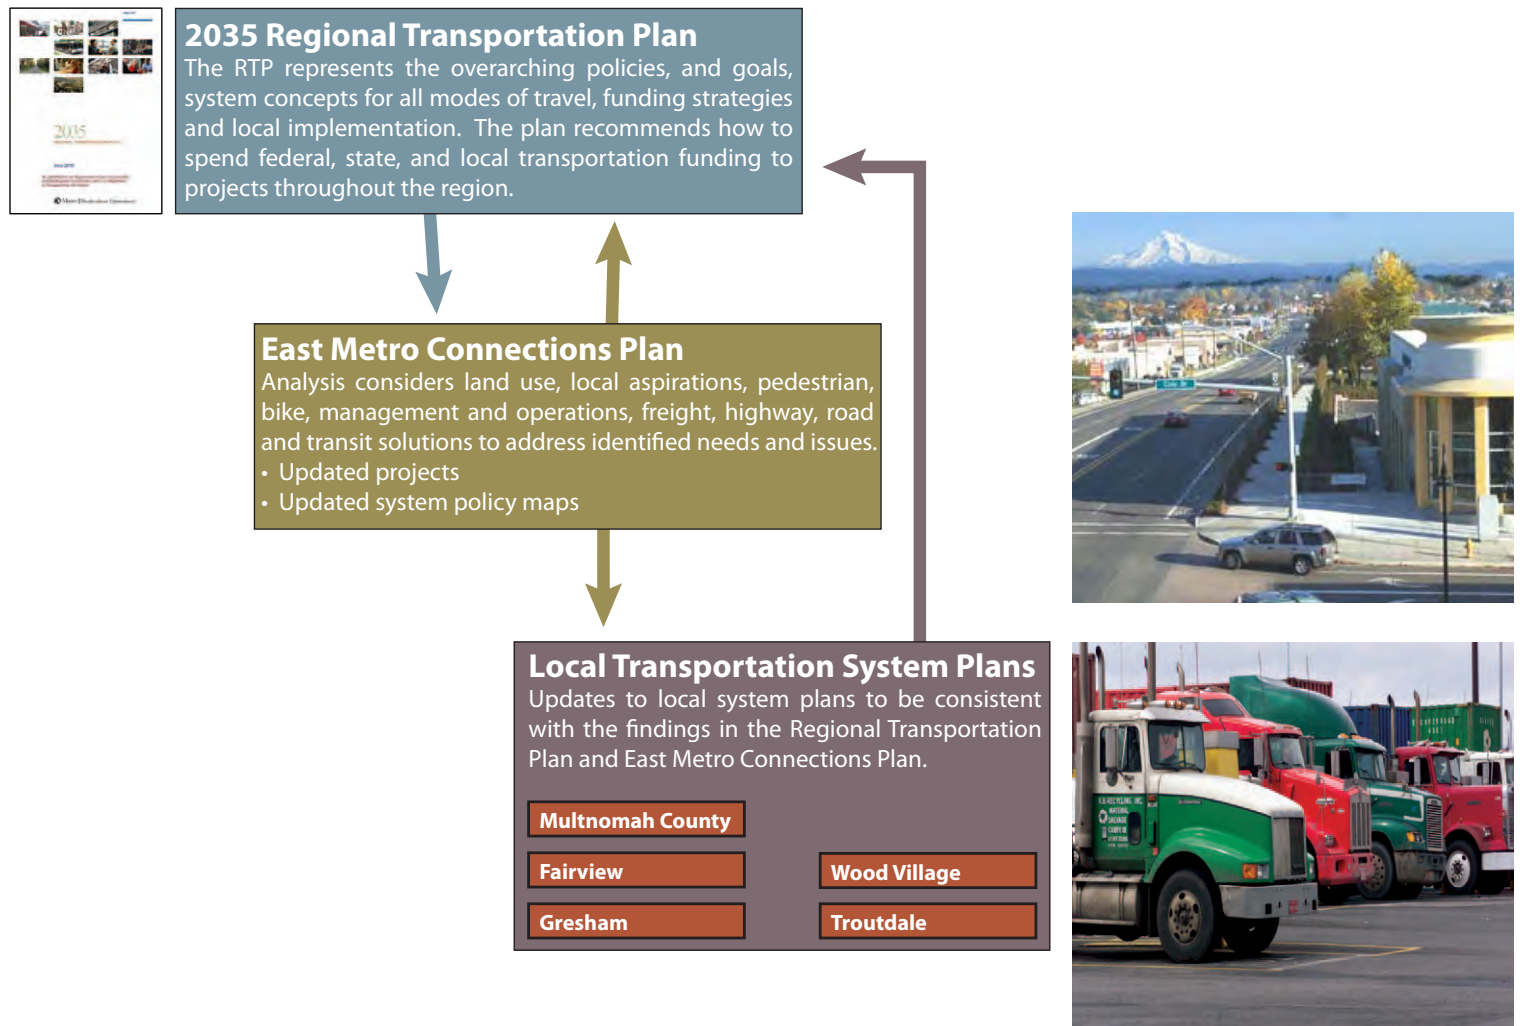 2035
2035 Regional Transportation Plan
The RTP represents the overarching policies, and goals,
system concepts for all modes of travel, funding strategies
and local implementation. The plan recommends how to
spend federal, state, and local transportation funding to
projects throughout the region.
East Metro Connections Plan
Analysis considers land use, local aspirations, pedestrian,
bike, management and operations, freight, highway, road
and transit solutions to address identified needs and issues.
• Updated projects
• Updated system policy maps
Local Transportation System Plans
Updates to local system plans to be consistent
with the findings in the Regional Transportation
Plan and East Metro Connections Plan.
Multnomah County
Fairview
Wood Village
Gresham
Troutdale
RECYCLING INC.
MATERIAL
SALVAGE